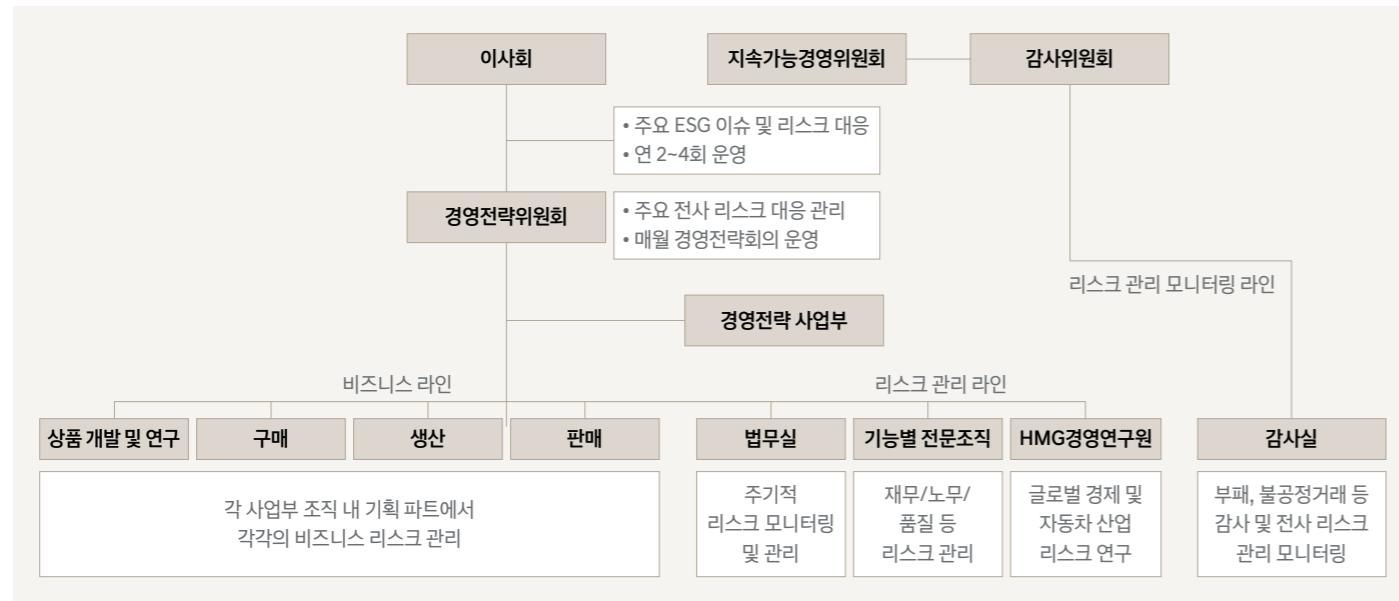 이사회
지속가능경영위원회
감사위원회
• 주요 ESG 이슈 및 리스크 대응
• 연 2~4회 운영
경영전략위원회
• 주요 전사 리스크 대응 관리
• 매월 경영전략회의 운영
리스크 관리 모니터링 라인
경영전략 사업부
비즈니스 라인
리스크 관리 라인
상품 개발 및 연구
구매
생산
판매
법무실
기능별 전문조직
HMG경영연구원
감사실
각 사업부 조직 내 기획 파트에서
각각의 비즈니스 리스크 관리
주기적
리스크 모니터링
및 관리
재무/노무/
품질 등
리스크 관리
글로벌 경제 및
자동차 산업
리스크 연구
부패, 불공정거래 등
감사 및 전사 리스크
관리 모니터링